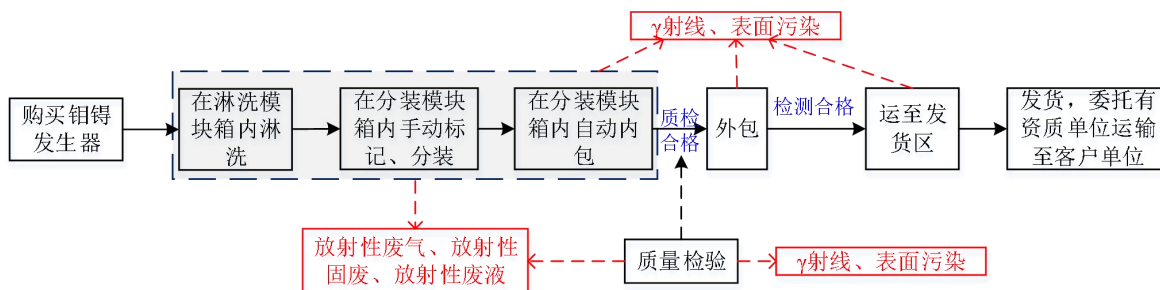 γ射线、表面污染
购买钼锝
发生器
在淋洗模
块箱内淋
洗
在分装模块
箱内手动标
记、分装
在分装模块
箱内自动内
包
质检
合格
外包
检测合格
运至发
货区
发货，委托有
资质单位运输
至客户单位
放射性废气、放射性
固废、放射性废液
质量检验
γ射线、表面污染